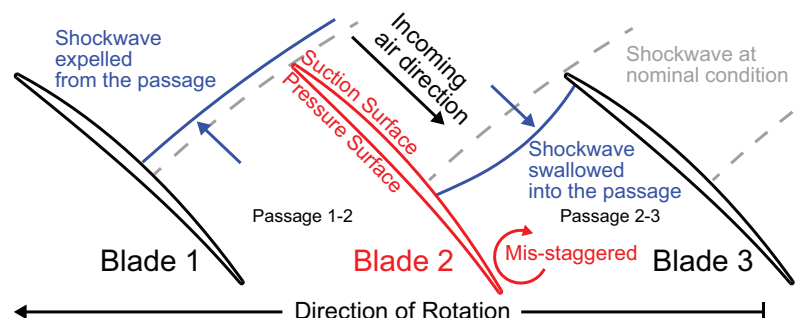 Shockwave
expelled
from the passage
Incoming
air direction
Shockwave at
nominal condition
Suction Surface
Pressure Surface
Shockwave
swallowed
into the passage
Passage 1-2
Passage 2-3
Blade 1
Blade 2
Mis-staggered
Blade 3
Direction of Rotation